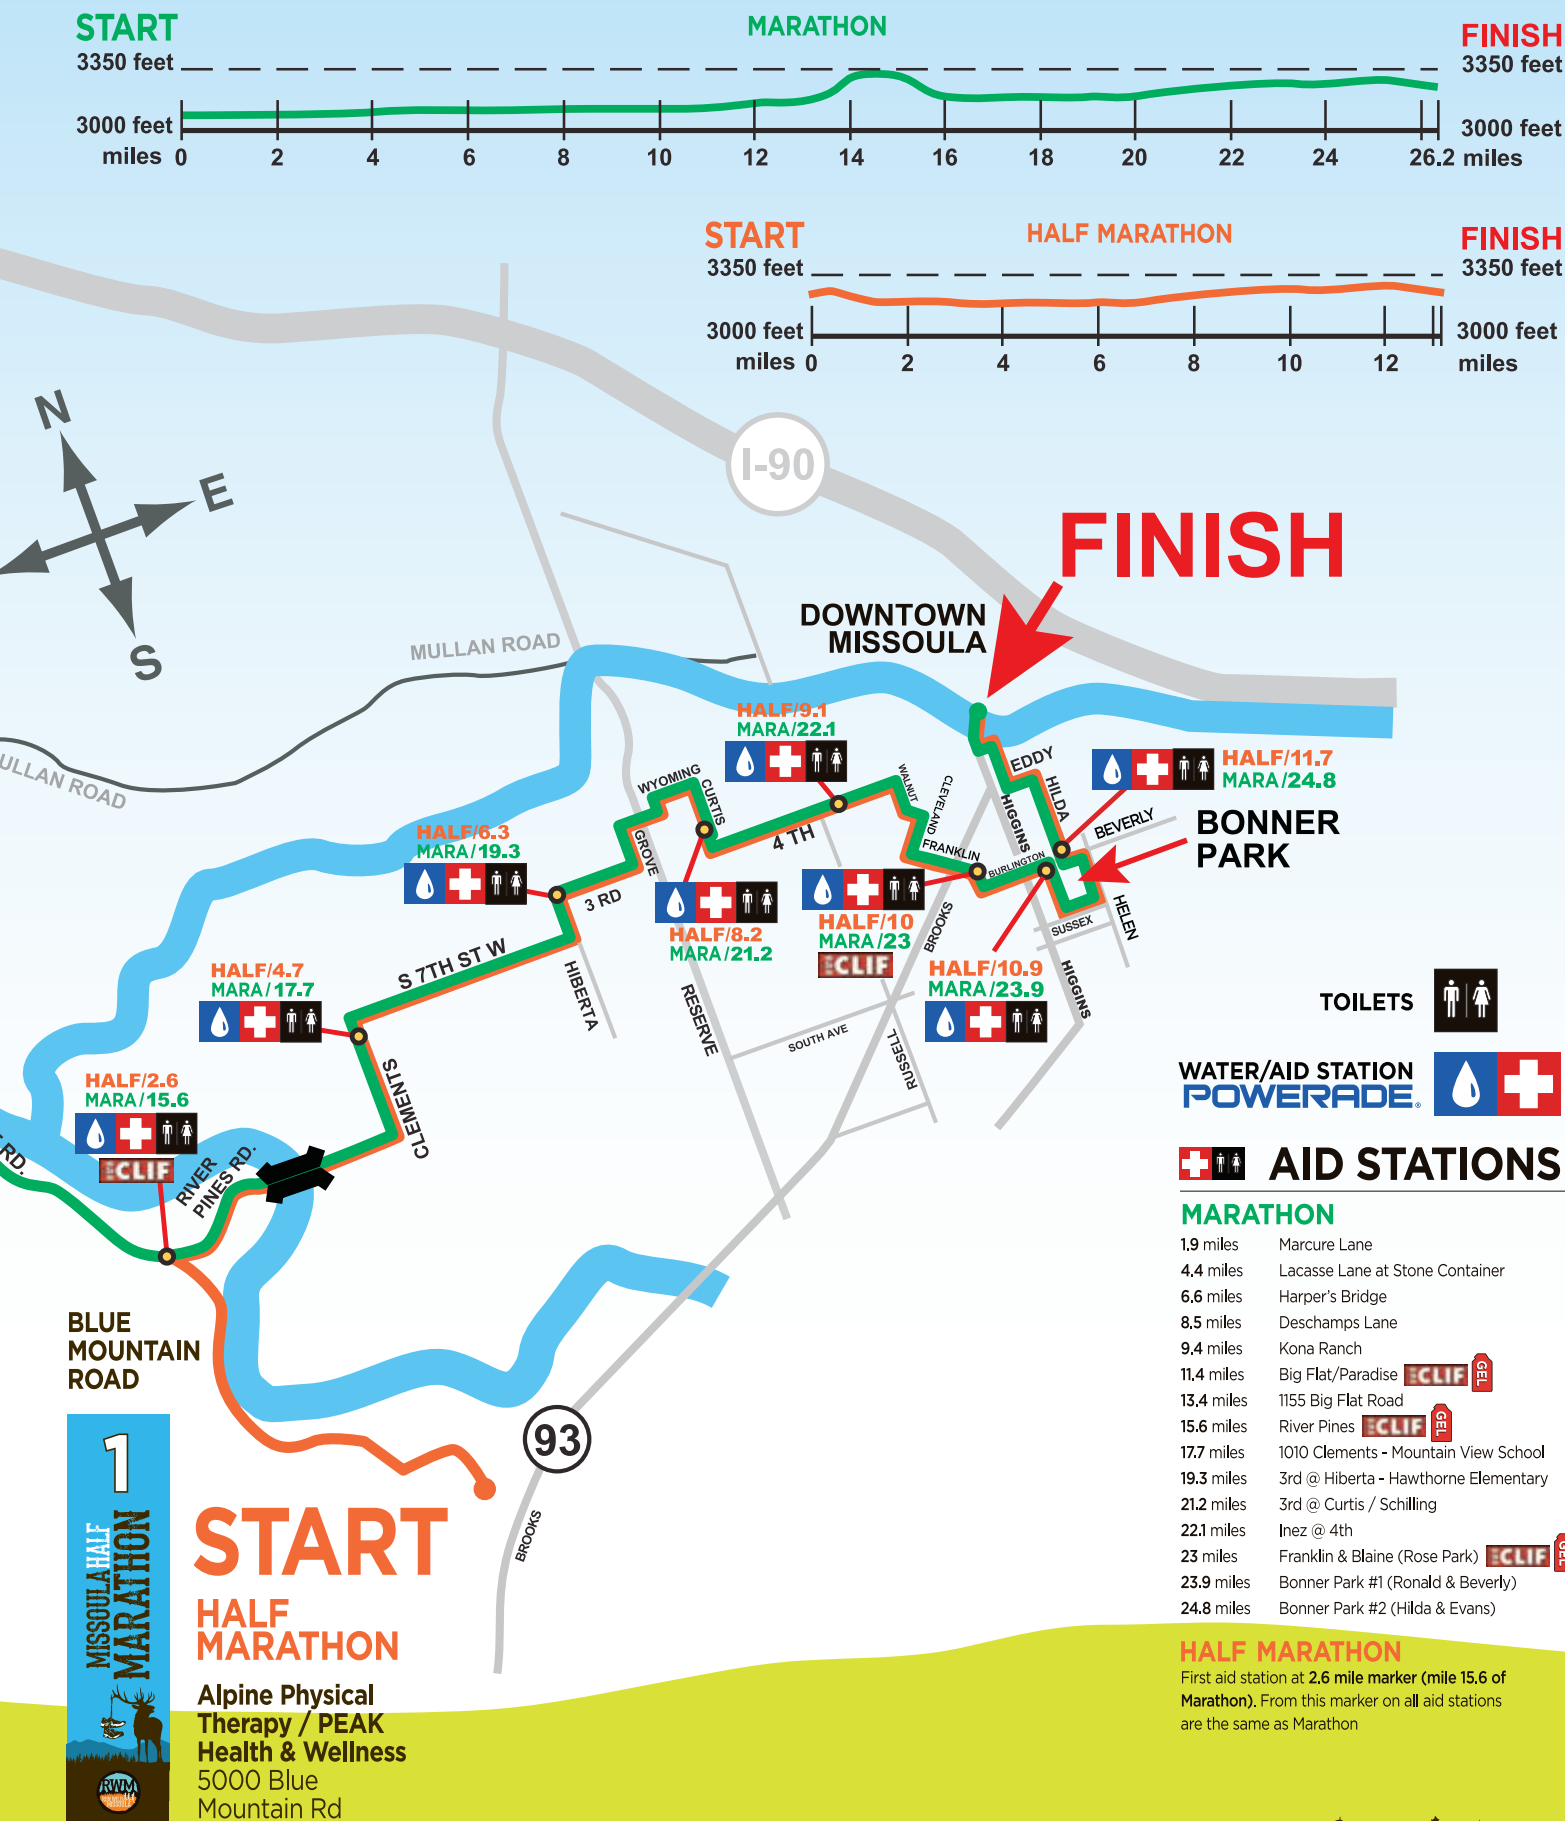 START
MARATHON
FINISH
3350 feet
3350 feet
3000 feet
3000 feet
miles 0 2 4 6 8 10 12 14 16 18 20 22 24 26.2 miles
START
HALF MARATHON
FINISH
3350 feet
3350 feet
3000 feet
3000 feet
miles 0 2 4 6 8 10 12 miles
N
E
S
I-90
FINISH
DOWNTOWN
MISSOULA
MULLAN ROAD
ULLAN ROAD
HALF/9.1
MARA/22.1
EDDY
HILDA
HIGGINS
HALF/11.7
MARA/24.8
BEVERLY
BONNER
PARK
WYOMING
CURTIS
GROVE
WALNUT
CLEVELAND
4 TH
FRANKLIN
BURLINGTON
HALF/6.3
MARA/19.3
3 RD
HALF/8.2
MARA/21.2
HALF/10
MARA/23
CLIF
BROOKS
SUSSEX
HELEN
HALF/10.9
MARA/23.9
HIGGINS
S 7TH ST W
HIBERTA
RESERVE
SOUTH AVE
RUSSELL
HALF/4.7
MARA/17.7
CLEMENTS
HALF/2.6
MARA/15.6
CLIF
RD.
RIVER
PINES RD.
BLUE
MOUNTAIN
ROAD
93
BROOKS
1
MISSOULA HALF
MARATHON
RWM
START
HALF
MARATHON
Alpine Physical
Therapy / PEAK
Health & Wellness
5000 Blue
Mountain Rd
TOILETS
WATER/AID STATION
POWERADE®
AID STATIONS
MARATHON
1.9 miles Marcure Lane
4.4 miles Lacasse Lane at Stone Container
6.6 miles Harper's Bridge
8.5 miles Deschamps Lane
9.4 miles Kona Ranch
11.4 miles Big Flat/Paradise CLIF GEL
13.4 miles 1155 Big Flat Road
15.6 miles River Pines CLIF GEL
17.7 miles 1010 Clements - Mountain View School
19.3 miles 3rd @ Hiberta - Hawthorne Elementary
21.2 miles 3rd @ Curtis / Schilling
22.1 miles Inez @ 4th
23 miles Franklin & Blaine (Rose Park) CLIF GEL
23.9 miles Bonner Park #1 (Ronald & Beverly)
24.8 miles Bonner Park #2 (Hilda & Evans)
HALF MARATHON
First aid station at 2.6 mile marker (mile 15.6 of
Marathon). From this marker on all aid stations
are the same as Marathon